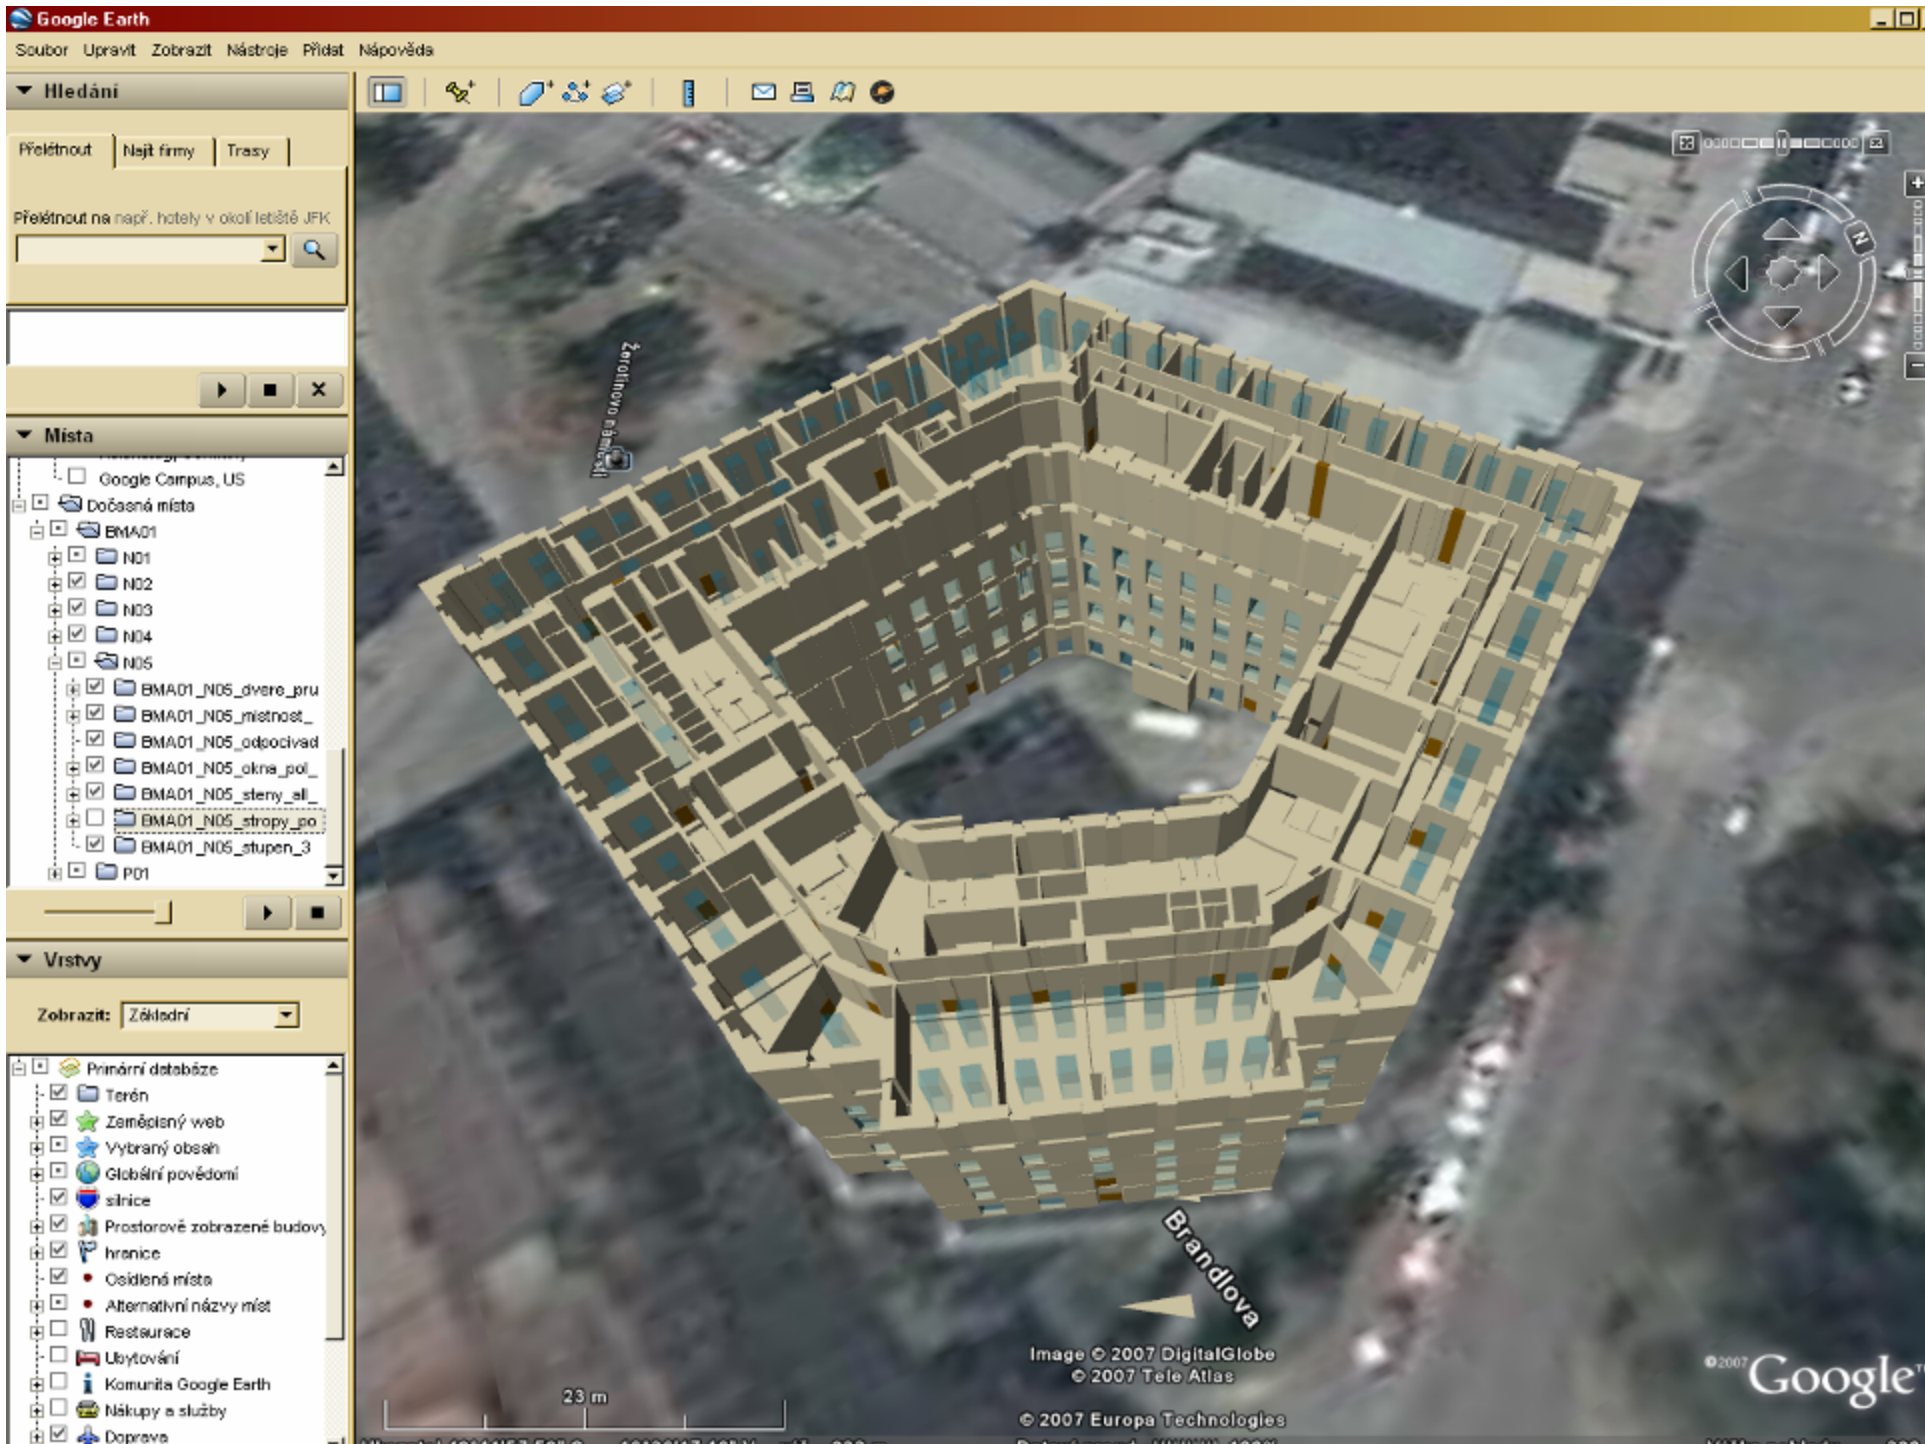 Google Earth
Soubor Upravit Zobrazit Nástroje Přidat Nápověda
Hledání
Přelétnout Najít firmy Trasy
Přelétnout na např. hotely v okolí letiště JFK
Místa
Google Campus, US
Dočasná místa
BMA01
N01
N02
N03
N04
N05
BMA01_N05_dvere_pru
BMA01_N05_mistnost_
BMA01_N05_odpocivad
BMA01_N05_okna_pol_
BMA01_N05_steny_all_
BMA01_N05_stropy_po
BMA01_N05_stupen_3
P01
Vrstvy
Zobrazit: Základní
Primární databáze
Terén
Zeměpisný web
Vybraný obsah
Globální povědomí
silnice
Prostorově zobrazené budovy
hranice
Osídlená místa
Alternativní názvy míst
Restaurace
Ubytování
Komunita Google Earth
Nákupy a služby
Doprava
Žerotínovo náměstí
N
Brandlova
Image © 2007 DigitalGlobe
© 2007 Tele Atlas
© 2007 Europa Technologies
23 m
©2007 Google™